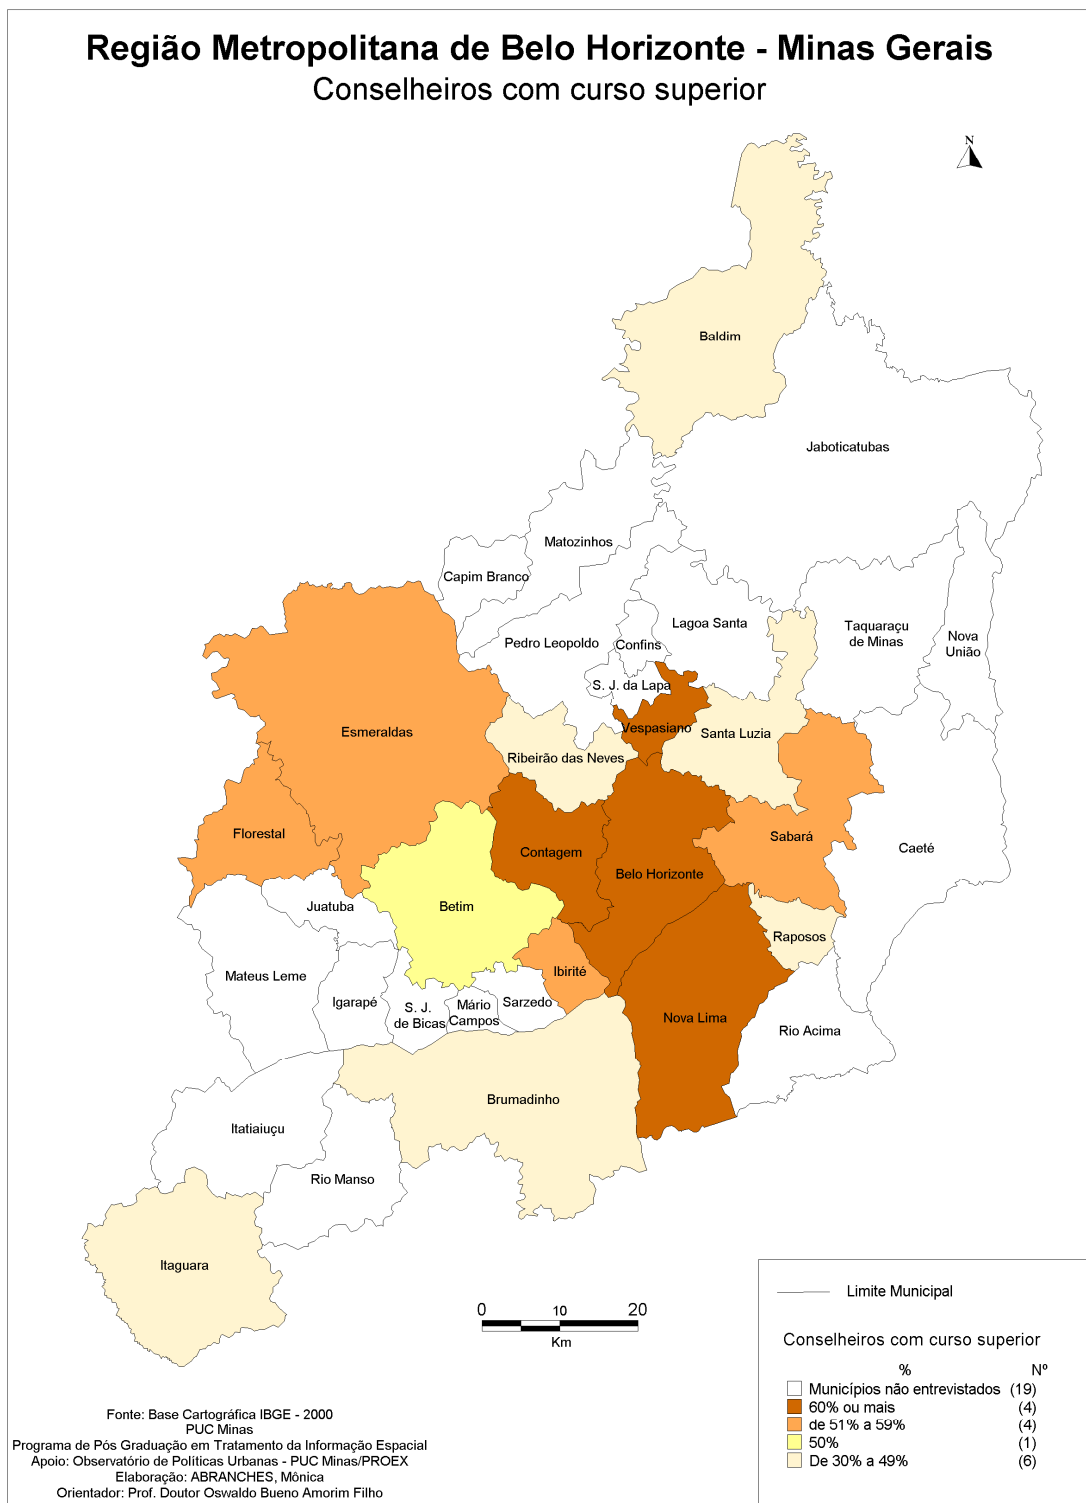 Região Metropolitana de Belo Horizonte - Minas Gerais
Conselheiros com curso superior
N
Baldim
Jaboticatubas
Matozinhos
Capim Branco
Taquaraçu
de Minas
Nova
União
Lagoa Santa
Pedro Leopoldo
Confins
S. J. da Lapa
Esmeraldas
Vespasiano
Santa Luzia
Ribeirão das Neves
Florestal
Sabará
Caeté
Contagem
Belo Horizonte
Juatuba
Betim
Raposos
Mateus Leme
Ibirité
Igarapé
S. J.
de Bicas
Mário
Campos
Sarzedo
Nova Lima
Rio Acima
Brumadinho
Itatiaiuçu
Rio Manso
Itaguara
0 10 20
Km
Limite Municipal
Conselheiros com curso superior
% Nº
Municípios não entrevistados (19)
60% ou mais (4)
de 51% a 59% (4)
50% (1)
De 30% a 49% (6)
Fonte: Base Cartográfica IBGE - 2000
PUC Minas
Programa de Pós Graduação em Tratamento da Informação Espacial
Apoio: Observatório de Políticas Urbanas - PUC Minas/PROEX
Elaboração: ABRANCHES, Mônica
Orientador: Prof. Doutor Oswaldo Bueno Amorim Filho